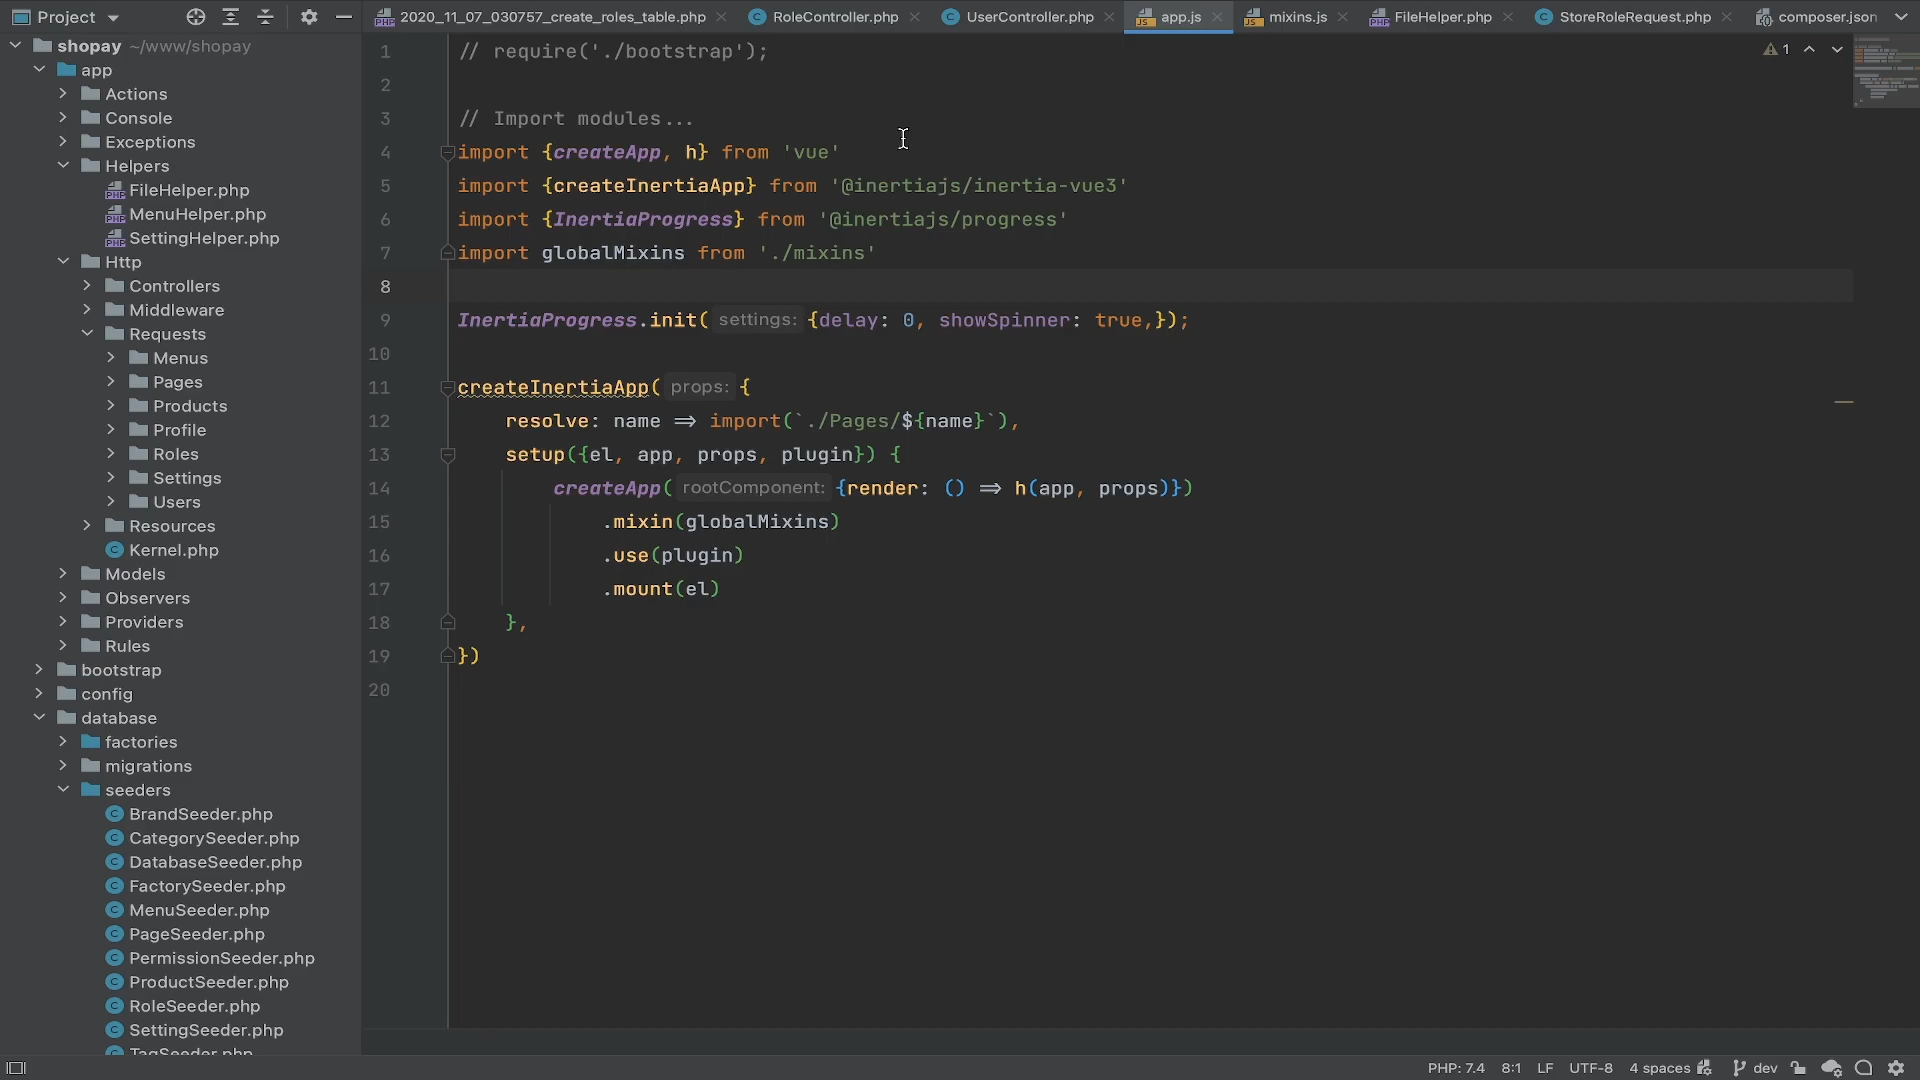 Project
2020_11_07_030757_create_roles_table.php
RoleController.php
UserController.php
app.js
mixins.js
FileHelper.php
StoreRoleRequest.php
composer.json
shopay ~/www/shopay
app
Actions
Console
Exceptions
Helpers
FileHelper.php
MenuHelper.php
SettingHelper.php
Http
Controllers
Middleware
Requests
Menus
Pages
Products
Profile
Roles
Settings
Users
Resources
Kernel.php
Models
Observers
Providers
Rules
bootstrap
config
database
factories
migrations
seeders
BrandSeeder.php
CategorySeeder.php
DatabaseSeeder.php
FactorySeeder.php
MenuSeeder.php
PageSeeder.php
PermissionSeeder.php
ProductSeeder.php
RoleSeeder.php
SettingSeeder.php
TagSeeder.php
1 // require('./bootstrap');
2
3 // Import modules...
4 import {createApp, h} from 'vue'
5 import {createInertiaApp} from '@inertiajs/inertia-vue3'
6 import {InertiaProgress} from '@inertiajs/progress'
7 import globalMixins from './mixins'
8
9 InertiaProgress.init( settings: {delay: 0, showSpinner: true,});
10
11 createInertiaApp( props: {
12 resolve: name => import(`./Pages/${name}`),
13 setup({el, app, props, plugin}) {
14 createApp( rootComponent: {render: () => h(app, props)})
15 .mixin(globalMixins)
16 .use(plugin)
17 .mount(el)
18 },
19 })
20
1
PHP: 7.4 8:1 LF UTF-8 4 spaces dev